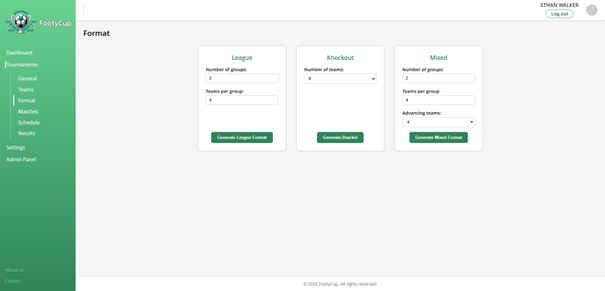 FootyCup
ETHAN WALKER
Log out
Dashboard
Tournaments
General
Teams
Format
Matches
Schedule
Results
Settings
Admin Panel
About us
Contact
Format
League
Number of groups:
2
Teams per group:
4
Generate League Format
Knockout
Number of teams:
8
Generate Bracket
Mixed
Number of groups:
2
Teams per group:
4
Advancing teams:
4
Generate Mixed Format
© 2025 FootyCup. All rights reserved.